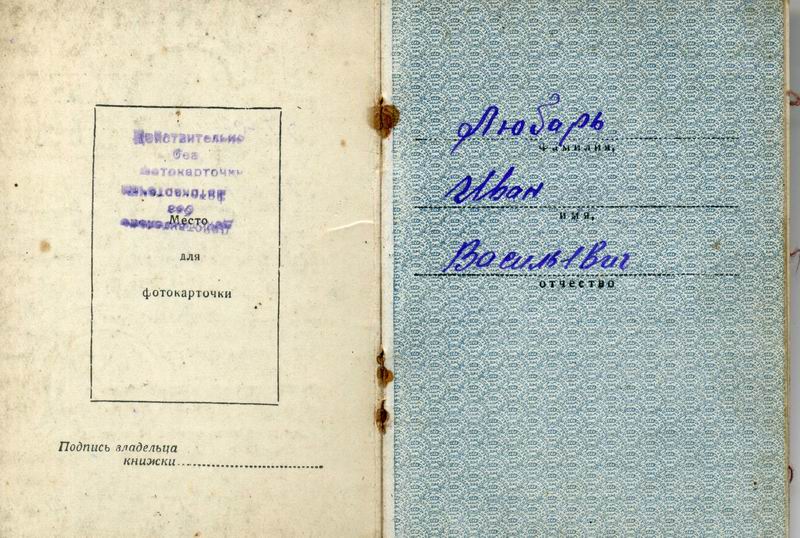 Действительно
без
фотокарточки
Место
для
фотокарточки
Подпись владельца
книжки
Любарь
фамилия,
Иван
имя,
Васильевич
отчество